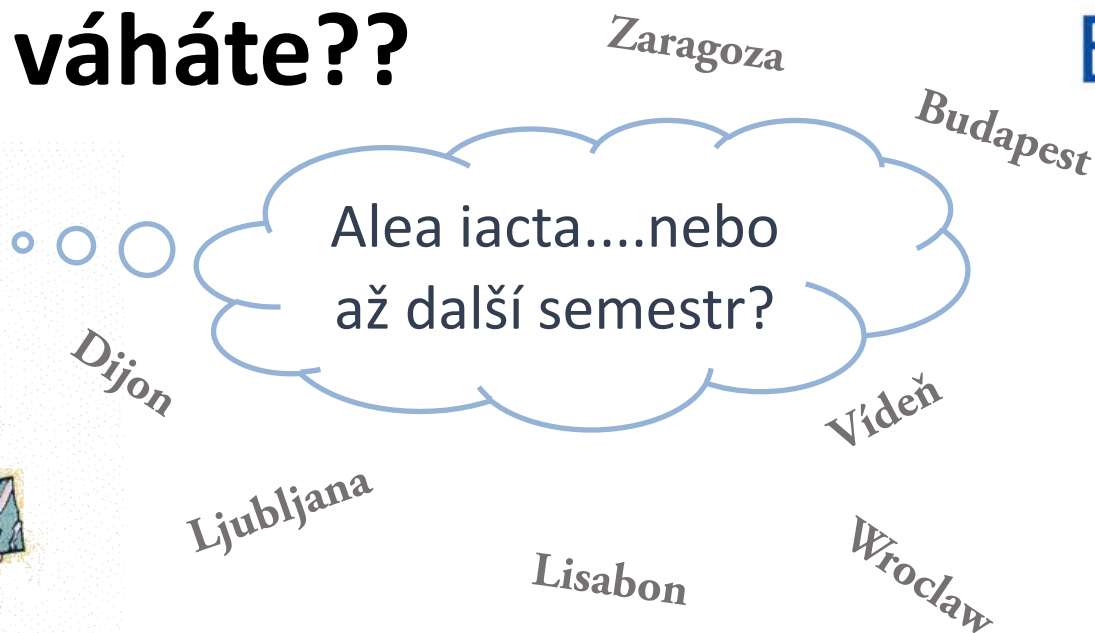 váháte??
Zaragoza
Budapest
Alea iacta....nebo
až další semestr?
Dijon
Vídeň
Ljubljana
Lisabon
Wroclaw